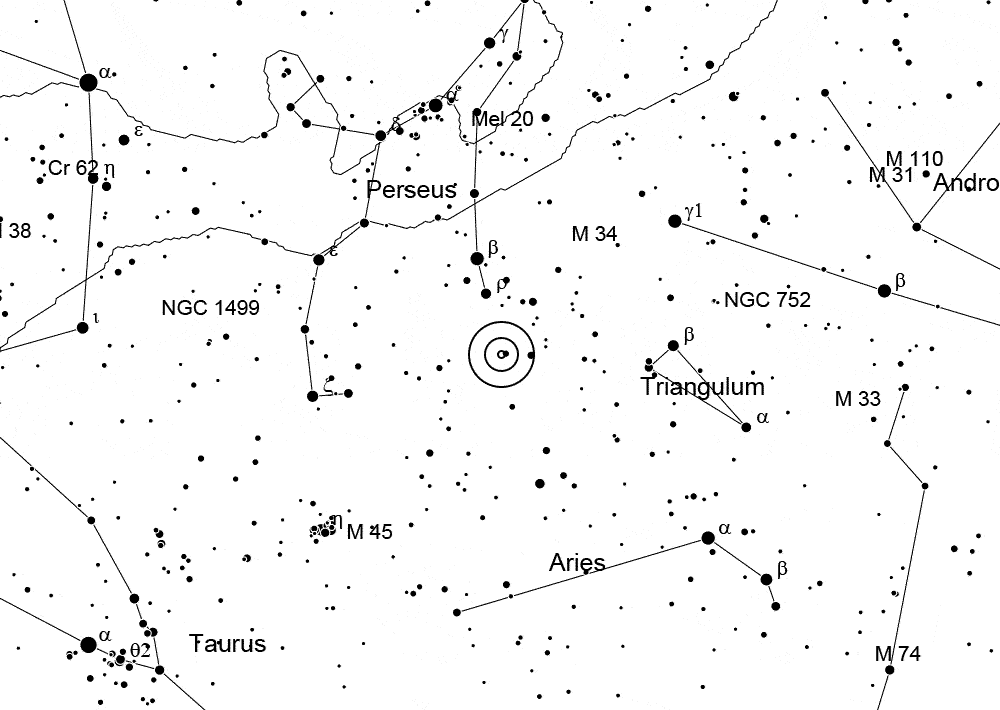 γ
α
α
Mel 20
δ
ε
M 110
Cr 62 η
M 31
Andro
Perseus
γ1
M 38
M 34
β
ε
β
ρ
NGC 1499
NGC 752
ι
β
ζ
Triangulum
M 33
α
η
M 45
α
Aries
β
α
θ2
Taurus
M 74